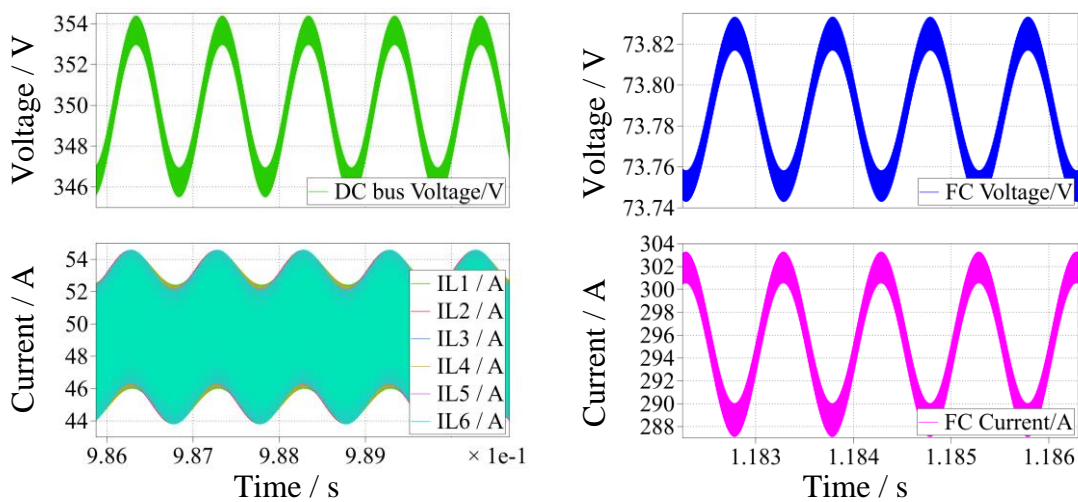 Voltage / V
354
352
350
348
346
DC bus Voltage/V
Current / A
54
52
50
48
46
44
IL1 / A
IL2 / A
IL3 / A
IL4 / A
IL5 / A
IL6 / A
9.86
9.87
9.88
9.89
× 1e-1
Time / s
Voltage / V
73.82
73.80
73.78
73.76
73.74
FC Voltage/V
Current / A
304
302
300
298
296
294
292
290
288
FC Current/A
1.183
1.184
1.185
1.186
Time / s